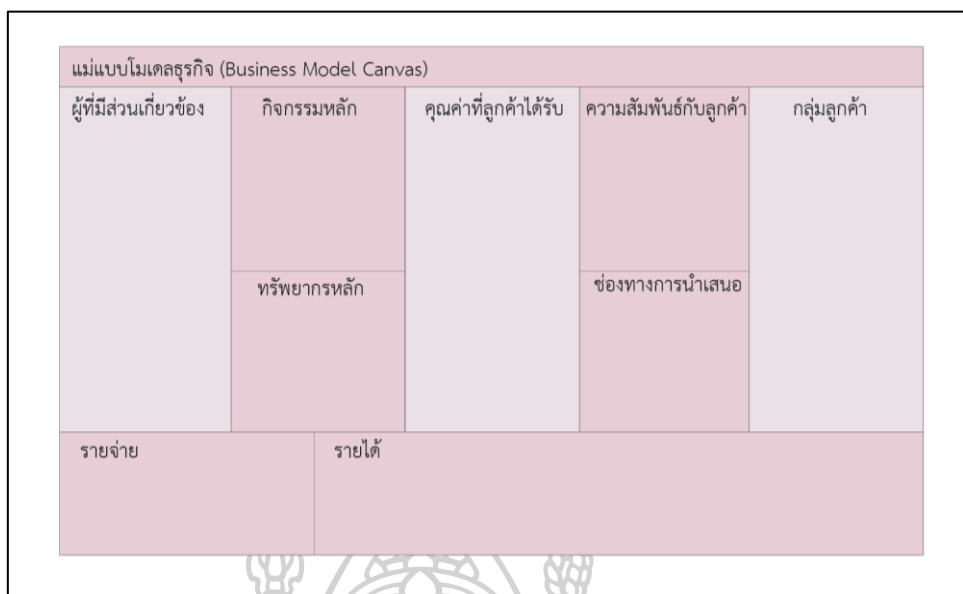 แม่แบบโมเดลธุรกิจ (Business Model Canvas)
ผู้ที่มีส่วนเกี่ยวข้อง
กิจกรรมหลัก
คุณค่าที่ลูกค้าได้รับ
ความสัมพันธ์กับลูกค้า
กลุ่มลูกค้า
ทรัพยากรหลัก
ช่องทางการนำเสนอ
รายจ่าย
รายได้